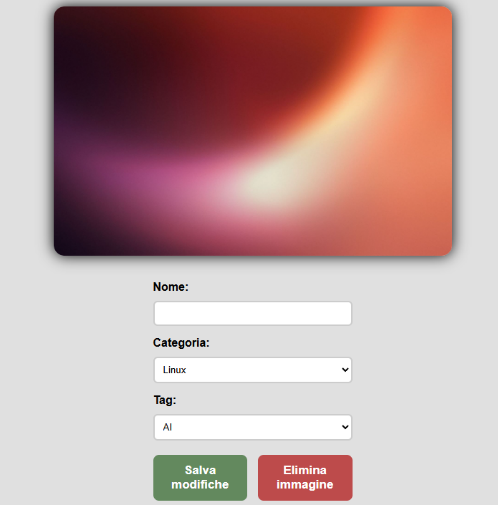 Nome:
Categoria:
Linux
Tag:
AI
Salva
modifiche
Elimina
immagine